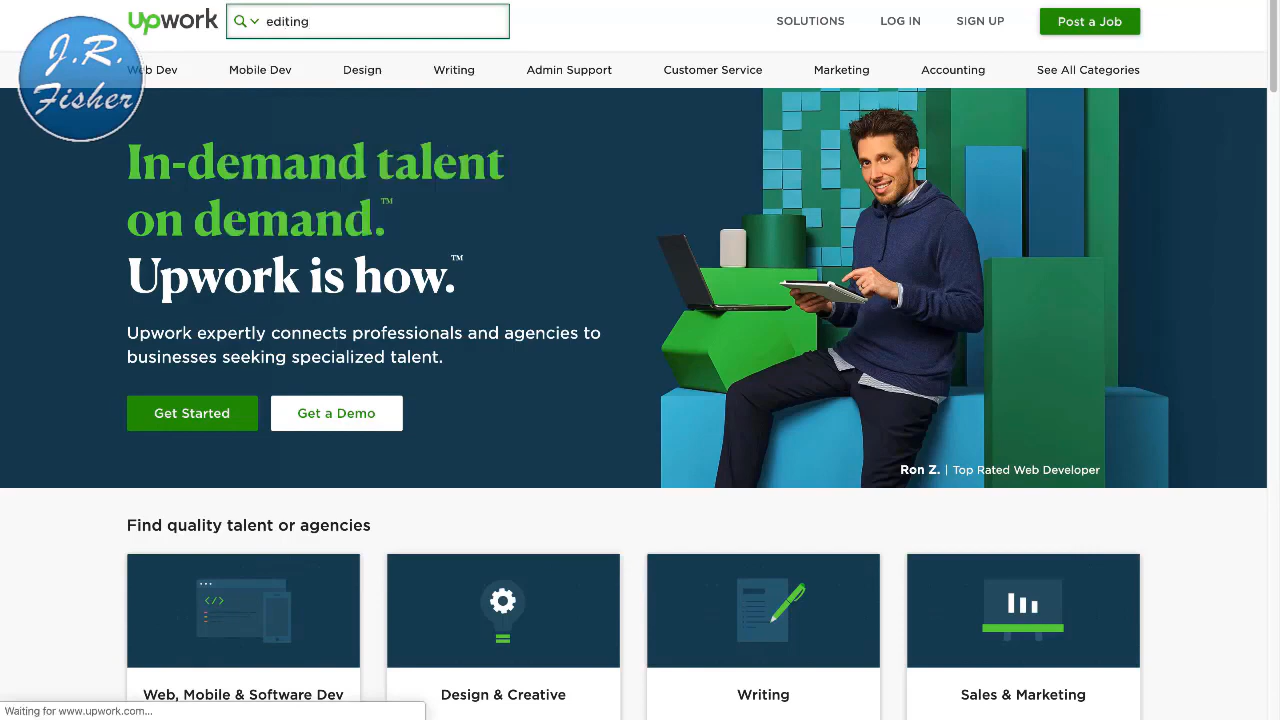 upwork
editing
SOLUTIONS
LOG IN
SIGN UP
Post a Job
J.R.
Fisher
Web Dev
Mobile Dev
Design
Writing
Admin Support
Customer Service
Marketing
Accounting
See All Categories
In-demand talent
on demand.™
Upwork is how.™
Upwork expertly connects professionals and agencies to
businesses seeking specialized talent.
Get Started
Get a Demo
Ron Z. | Top Rated Web Developer
Find quality talent or agencies
</>
Web, Mobile & Software Dev
Design & Creative
Writing
Sales & Marketing
Waiting for www.upwork.com...